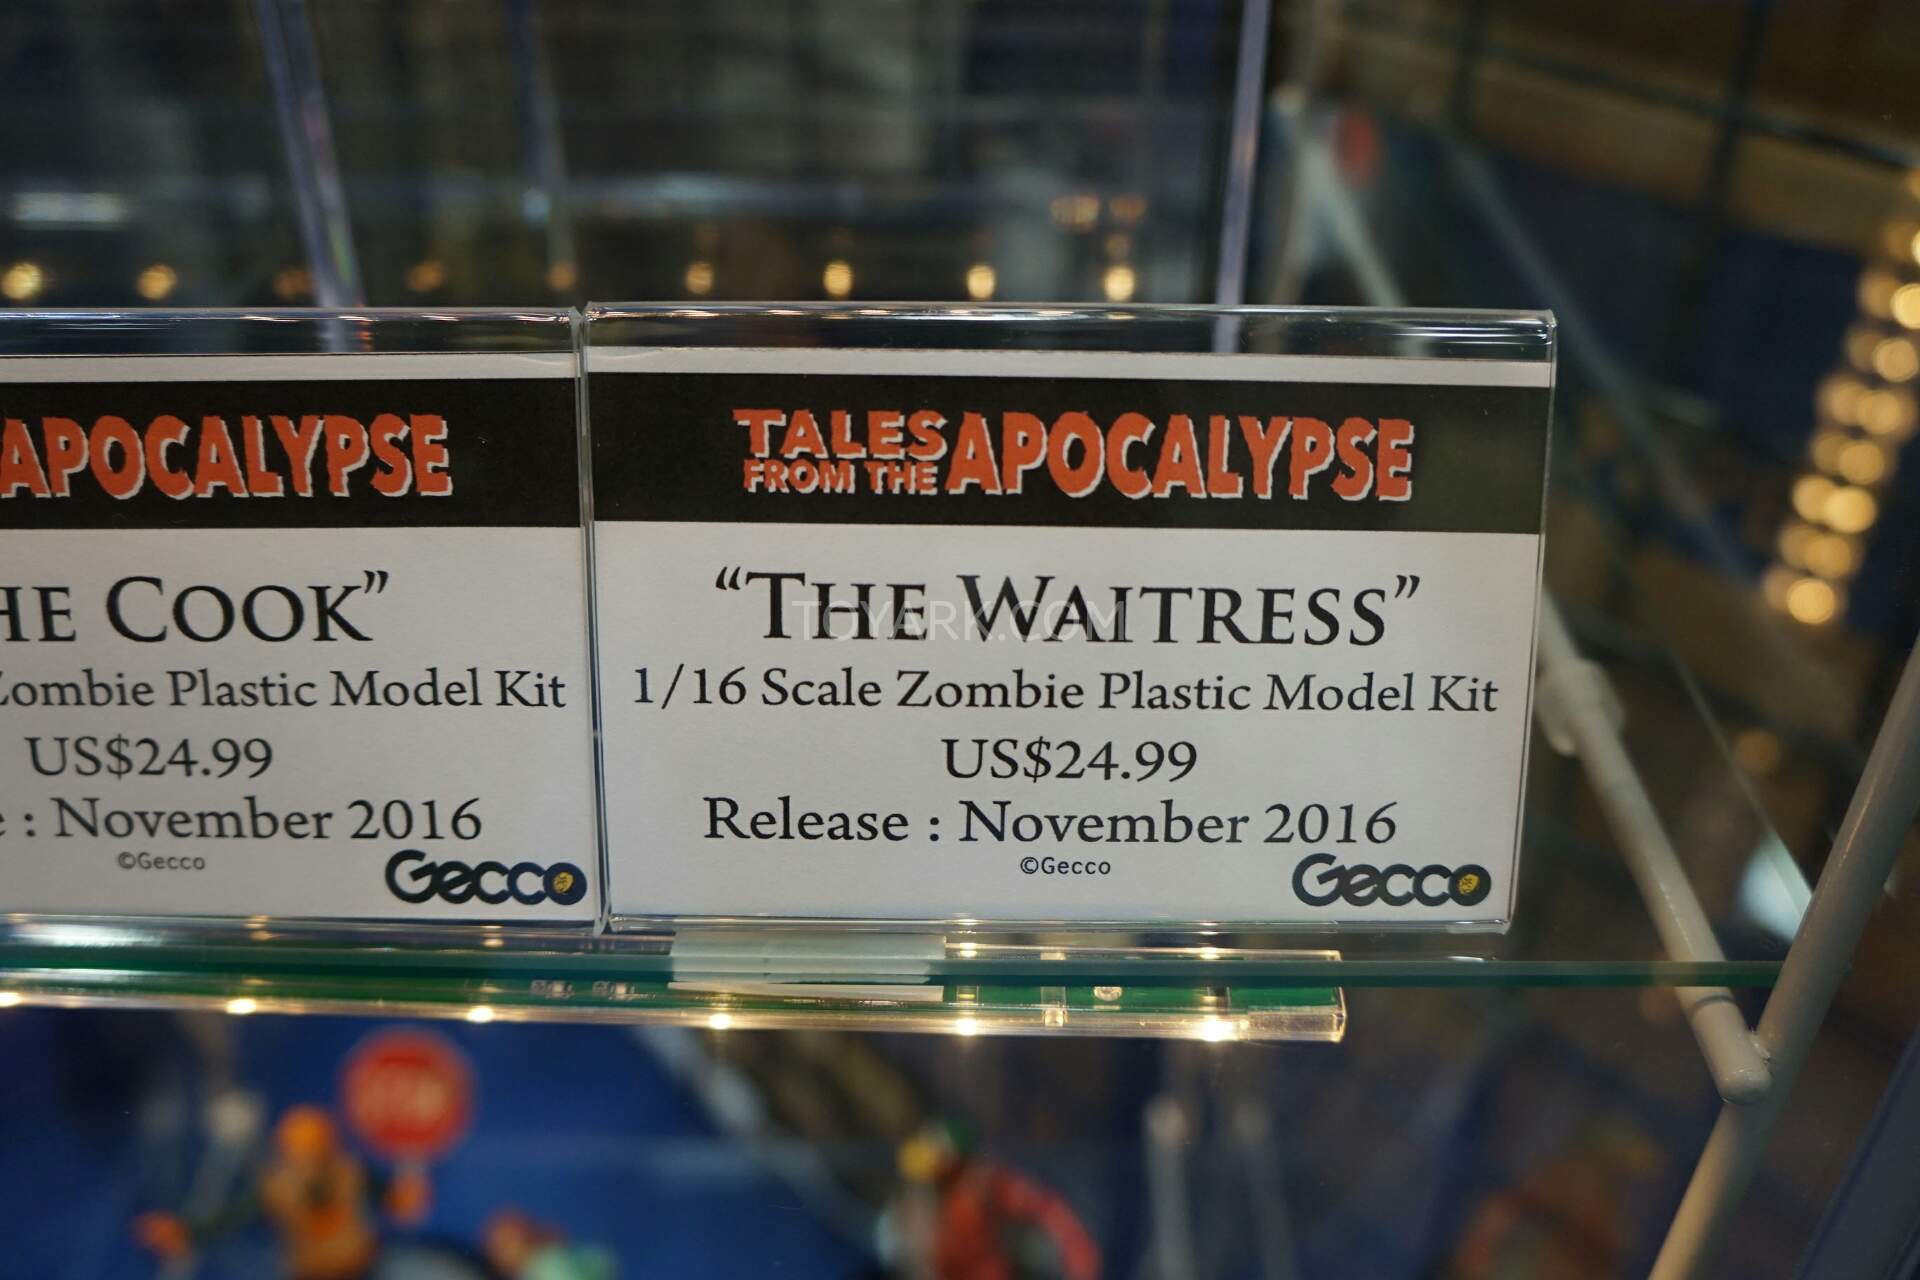 APOCALYPSE
HE COOK”
Zombie Plastic Model Kit
US$24.99
e : November 2016
©Gecco
Gecco
TALES
FROM THE
APOCALYPSE
“THE WAITRESS”
TOYARK.COM
1/16 Scale Zombie Plastic Model Kit
US$24.99
Release : November 2016
©Gecco
Gecco